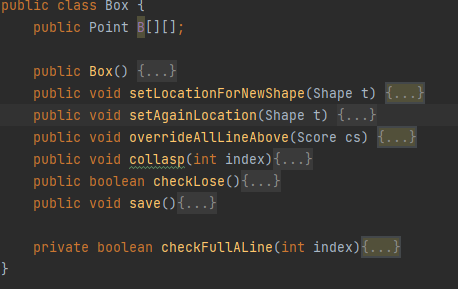 public class Box {
public Point B[][];
public Box() {...}
public void setLocationForNewShape(Shape t) {...}
public void setAgainLocation(Shape t) {...}
public void overrideAllLineAbove(Score cs) {...}
public void collasp(int index){...}
public boolean checkLose(){...}
public void save(){...}
private boolean checkFullALine(int index){...}
}